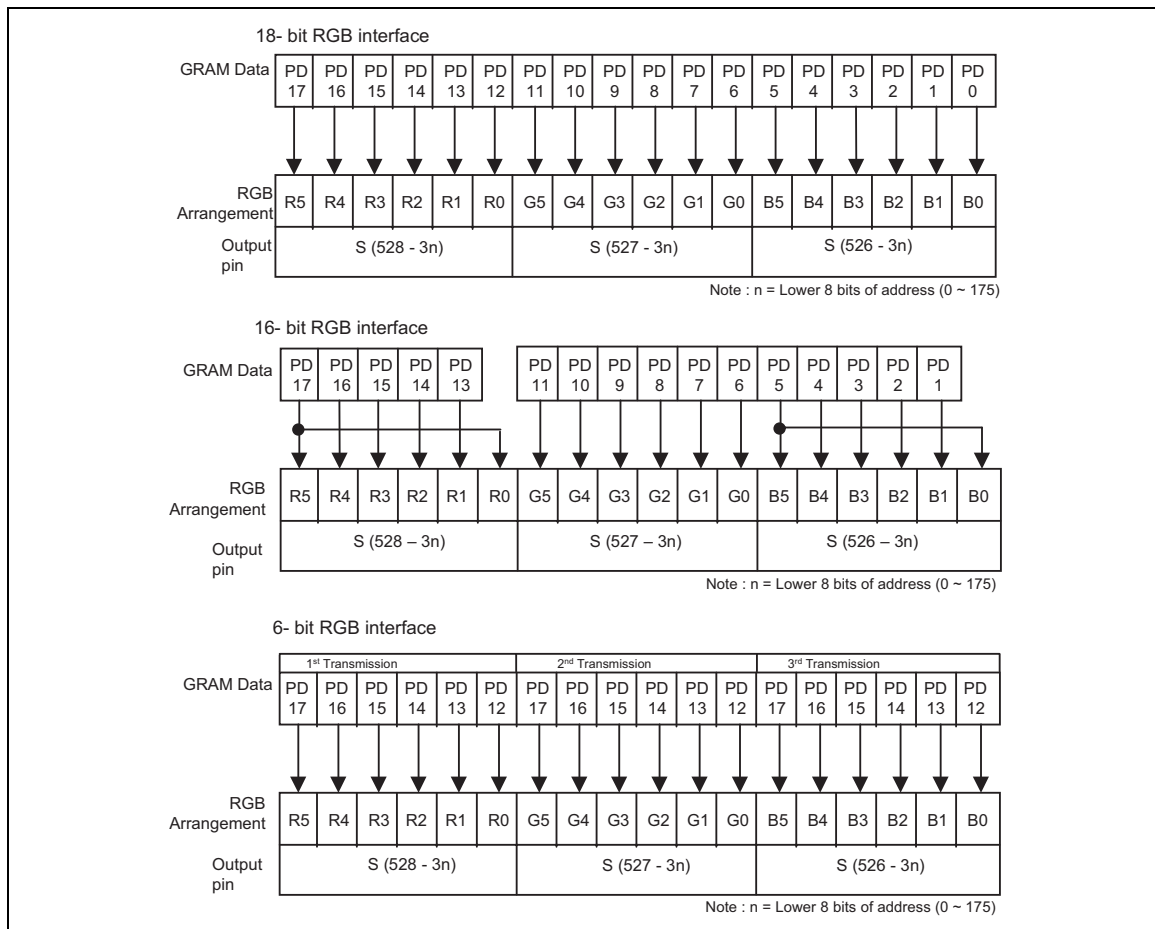 18- bit RGB interface
GRAM Data PD 17 PD 16 PD 15 PD 14 PD 13 PD 12 PD 11 PD 10 PD 9 PD 8 PD 7 PD 6 PD 5 PD 4 PD 3 PD 2 PD 1 PD 0
RGB Arrangement R5 R4 R3 R2 R1 R0 G5 G4 G3 G2 G1 G0 B5 B4 B3 B2 B1 B0
Output pin S (528 - 3n) S (527 - 3n) S (526 - 3n)
Note : n = Lower 8 bits of address (0 ~ 175)
16- bit RGB interface
GRAM Data PD 17 PD 16 PD 15 PD 14 PD 13 PD 11 PD 10 PD 9 PD 8 PD 7 PD 6 PD 5 PD 4 PD 3 PD 2 PD 1
RGB Arrangement R5 R4 R3 R2 R1 R0 G5 G4 G3 G2 G1 G0 B5 B4 B3 B2 B1 B0
Output pin S (528 – 3n) S (527 – 3n) S (526 – 3n)
Note : n = Lower 8 bits of address (0 ~ 175)
6- bit RGB interface
1st Transmission 2nd Transmission 3rd Transmission
GRAM Data PD 17 PD 16 PD 15 PD 14 PD 13 PD 12 PD 17 PD 16 PD 15 PD 14 PD 13 PD 12 PD 17 PD 16 PD 15 PD 14 PD 13 PD 12
RGB Arrangement R5 R4 R3 R2 R1 R0 G5 G4 G3 G2 G1 G0 B5 B4 B3 B2 B1 B0
Output pin S (528 - 3n) S (527 - 3n) S (526 - 3n)
Note : n = Lower 8 bits of address (0 ~ 175)